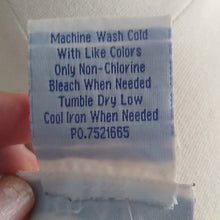 Machine Wash Cold
With Like Colors
Only Non-Chlorine
Bleach When Needed
Tumble Dry Low
Cool Iron When Needed
PO.7521665